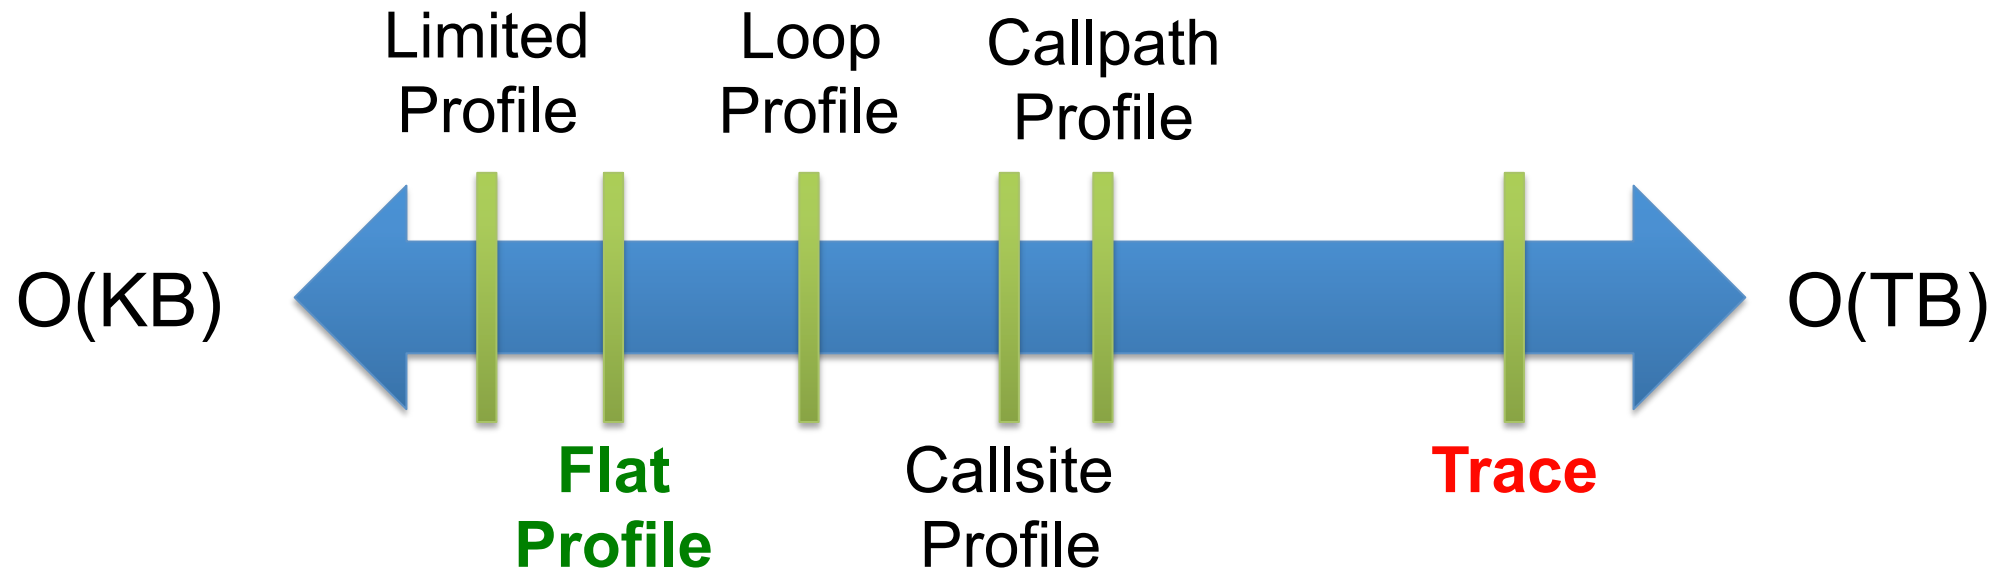 Limited
Profile
Loop
Profile
Callpath
Profile
O(KB)
O(TB)
Flat
Profile
Callsite
Profile
Trace